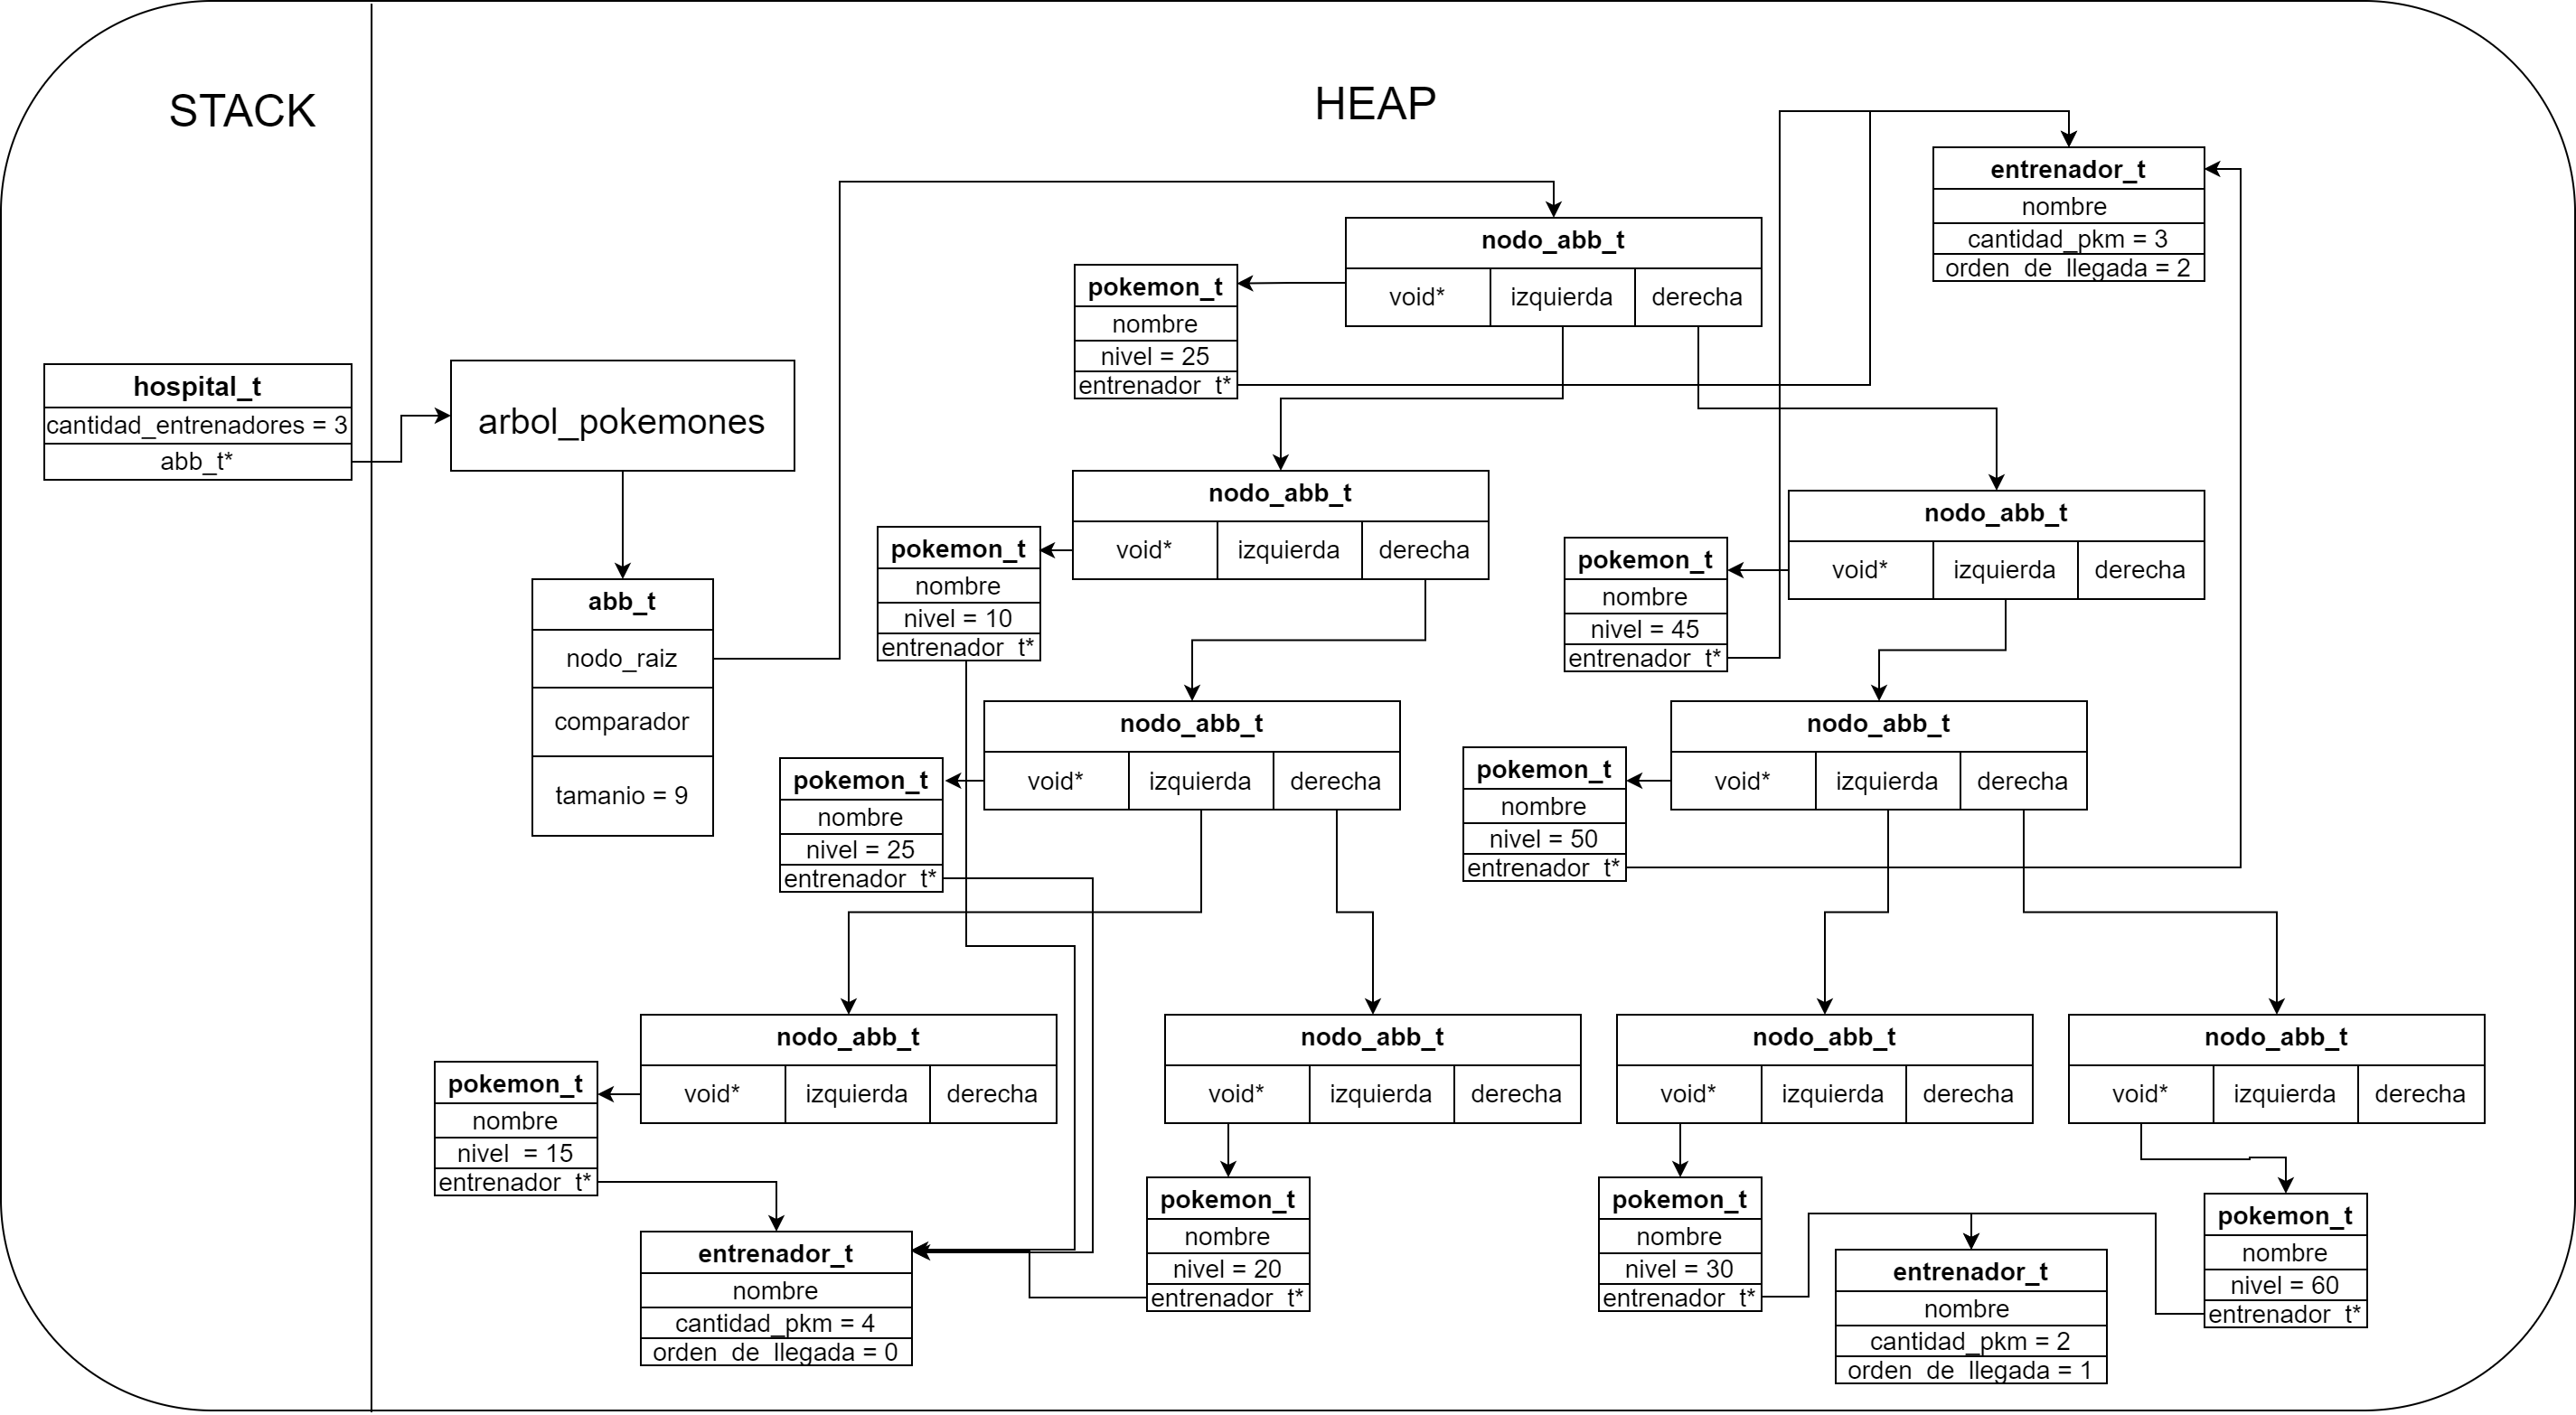 STACK
HEAP
entrenador_t
nombre
cantidad_pkm = 3
orden_de_llegada = 2
nodo_abb_t
void* izquierda derecha
pokemon_t
nombre
nivel = 25
entrenador_t*
hospital_t
cantidad_entrenadores = 3
abb_t*
arbol_pokemones
nodo_abb_t
void* izquierda derecha
nodo_abb_t
void* izquierda derecha
pokemon_t
nombre
nivel = 10
entrenador_t*
pokemon_t
nombre
nivel = 45
entrenador_t*
abb_t
nodo_raiz
comparador
tamanio = 9
nodo_abb_t
void* izquierda derecha
nodo_abb_t
void* izquierda derecha
pokemon_t
nombre
nivel = 25
entrenador_t*
pokemon_t
nombre
nivel = 50
entrenador_t*
nodo_abb_t
void* izquierda derecha
nodo_abb_t
void* izquierda derecha
nodo_abb_t
void* izquierda derecha
nodo_abb_t
void* izquierda derecha
pokemon_t
nombre
nivel = 15
entrenador_t*
pokemon_t
nombre
nivel = 20
entrenador_t*
pokemon_t
nombre
nivel = 30
entrenador_t*
pokemon_t
nombre
nivel = 60
entrenador_t*
entrenador_t
nombre
cantidad_pkm = 4
orden_de_llegada = 0
entrenador_t
nombre
cantidad_pkm = 2
orden_de_llegada = 1